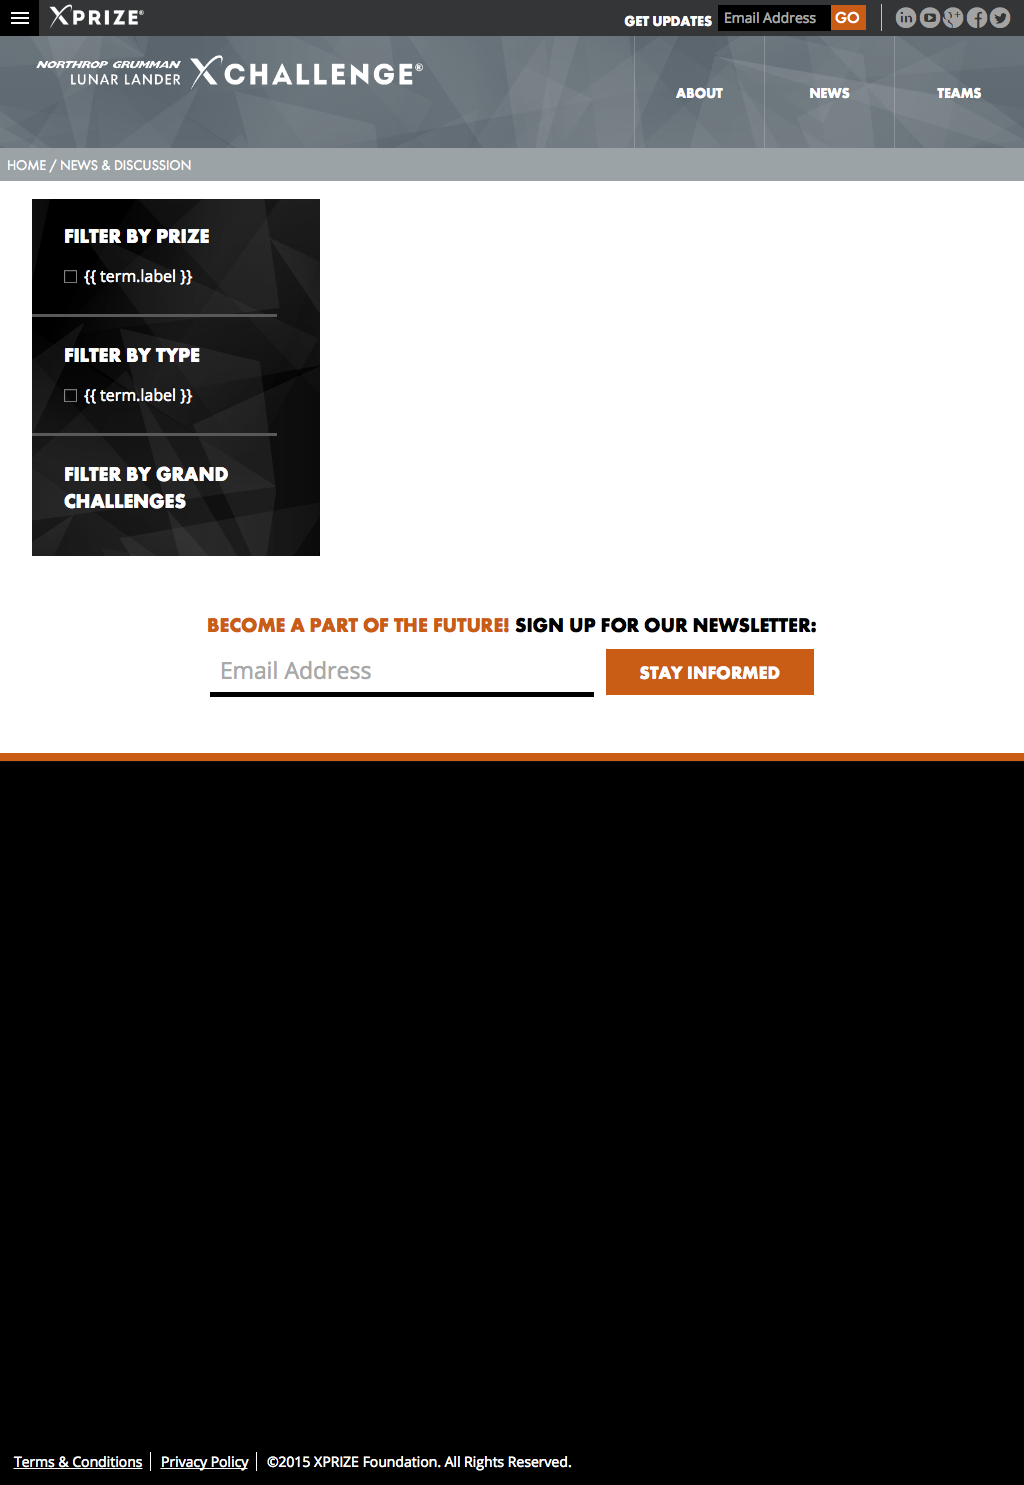 XPRIZE®
GET UPDATES Email Address GO
NORTHROP GRUMMAN
LUNAR LANDER
XCHALLENGE®
ABOUT NEWS TEAMS
HOME / NEWS & DISCUSSION
FILTER BY PRIZE
{{ term.label }}
FILTER BY TYPE
{{ term.label }}
FILTER BY GRAND
CHALLENGES
BECOME A PART OF THE FUTURE! SIGN UP FOR OUR NEWSLETTER:
Email Address STAY INFORMED
Terms & Conditions Privacy Policy ©2015 XPRIZE Foundation. All Rights Reserved.